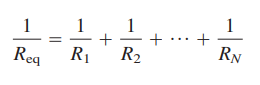 1/R_eq = 1/R_1 + 1/R_2 + ··· + 1/R_N